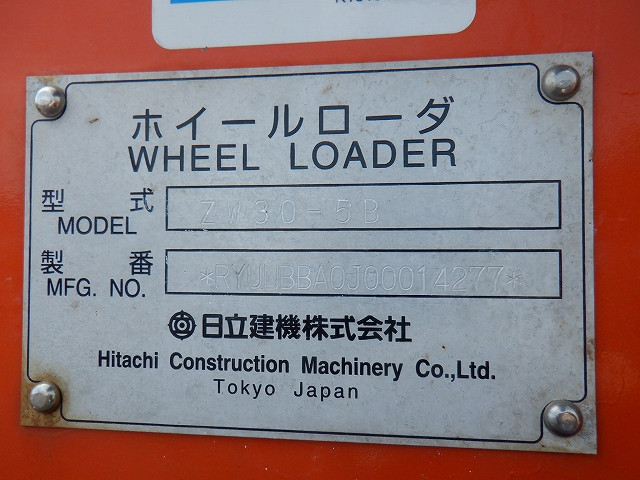 ホイールローダ
WHEEL LOADER
型式 ZW30-5B
MODEL
製番 *RYUUBBA0J00014277*
MFG. NO.
日立建機株式会社
Hitachi Construction Machinery Co.,Ltd.
Tokyo Japan